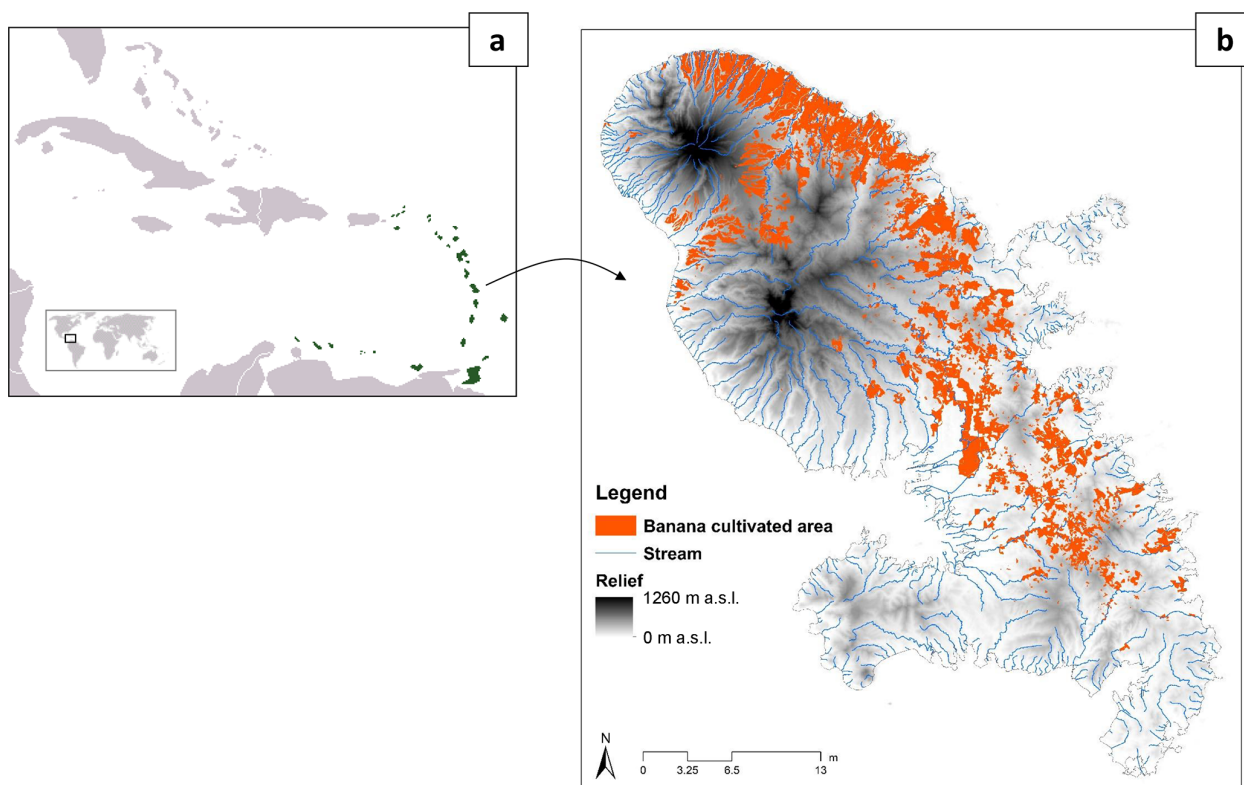 a
b
Legend
Banana cultivated area
Stream
Relief
1260 m a.s.l.
0 m a.s.l.
N
0 3.25 6.5 13 m